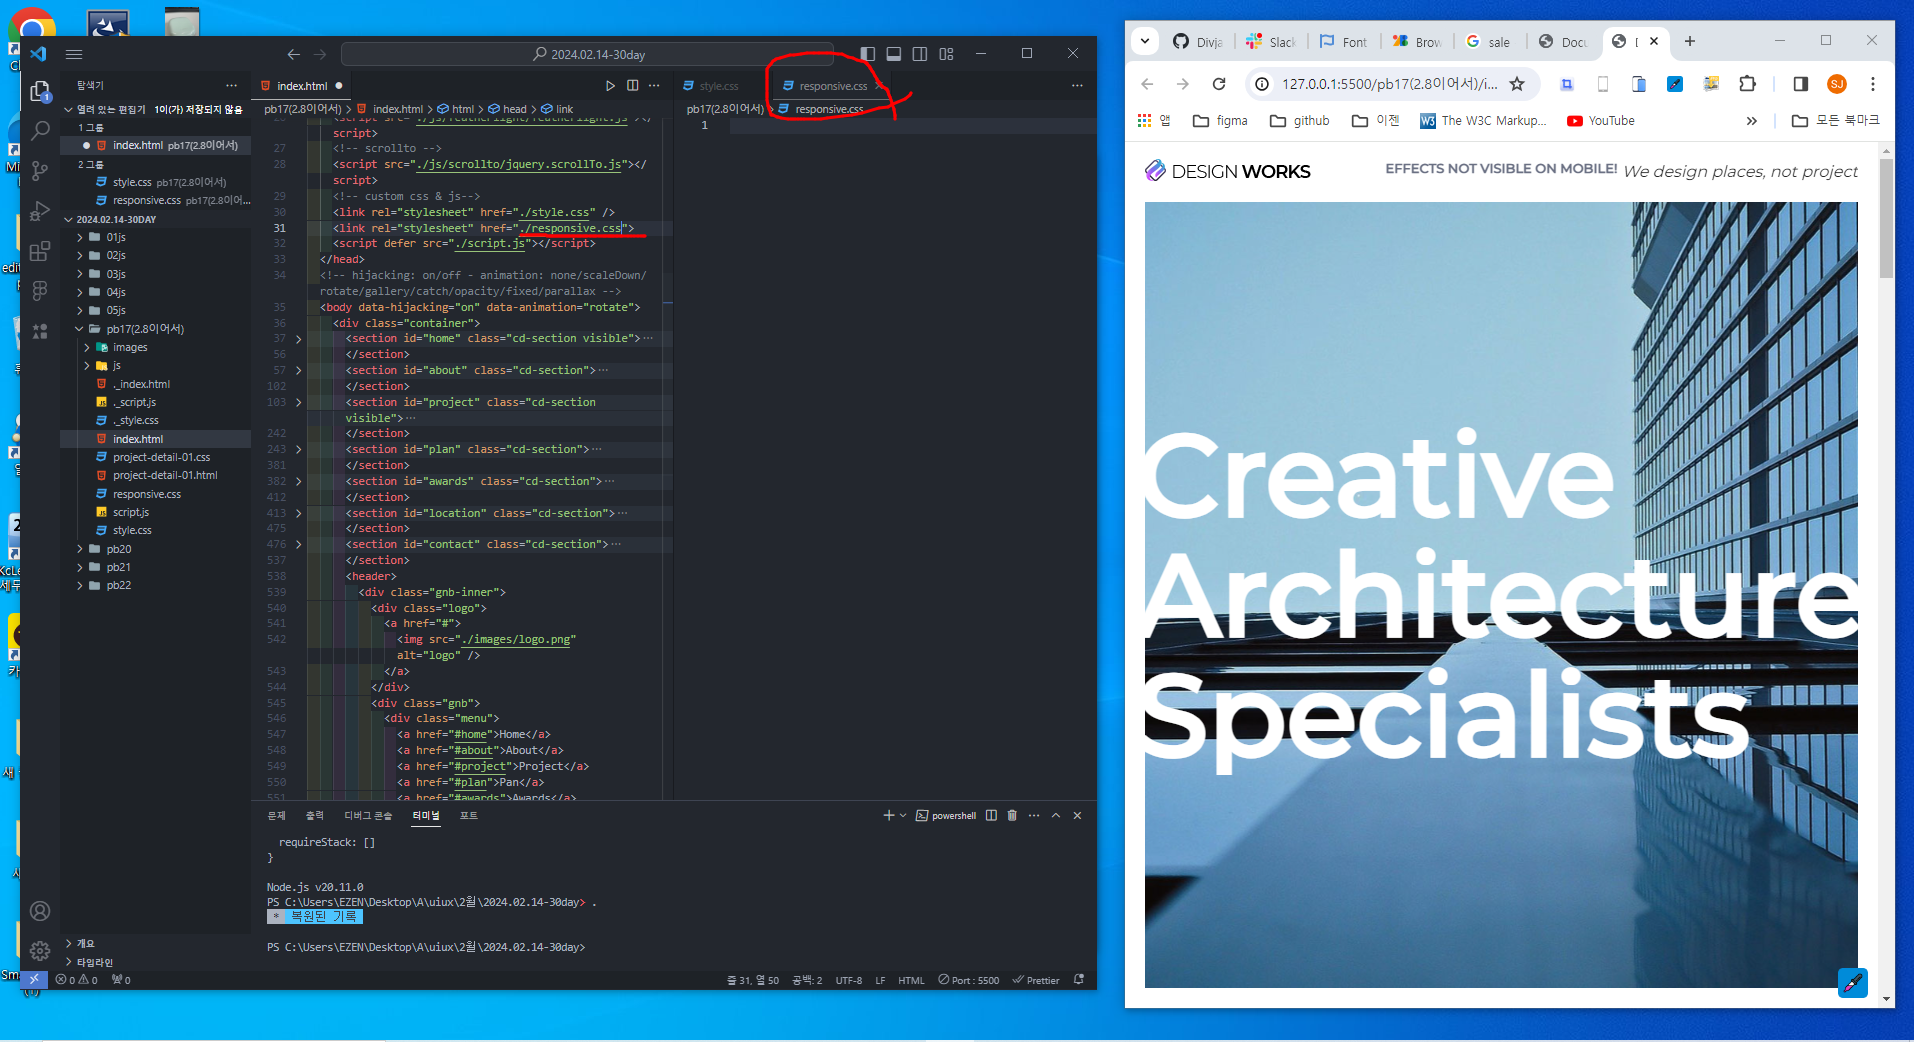 2024.02.14-30day
탐색기
열려 있는 편집기 1이(가) 저장되지 않음
1 그룹
index.html pb17(2.8이어서)
2 그룹
style.css pb17(2.8이어서)
responsive.css pb17(2.8이어...
2024.02.14-30DAY
01js
02js
03js
04js
05js
pb17(2.8이어서)
images
js
._index.html
._script.js
._style.css
index.html
project-detail-01.css
project-detail-01.html
responsive.css
script.js
style.css
pb20
pb21
pb22
개요
타임라인
index.html
pb17(2.8이어서) > index.html > html > head > link
script>
27 <!-- scrollto -->
28 <script src="./js/scrollto/jquery.scrollTo.js"></
script>
29 <!-- custom css & js-->
30 <link rel="stylesheet" href="./style.css" />
31 <link rel="stylesheet" href="./responsive.css">
32 <script defer src="./script.js"></script>
33 </head>
34 <!-- hijacking: on/off - animation: none/scaleDown/
rotate/gallery/catch/opacity/fixed/parallax -->
35 <body data-hijacking="on" data-animation="rotate">
36 <div class="container">
37 <section id="home" class="cd-section visible">…
56 </section>
57 <section id="about" class="cd-section">…
102 </section>
103 <section id="project" class="cd-section
visible">…
242 </section>
243 <section id="plan" class="cd-section">…
381 </section>
382 <section id="awards" class="cd-section">…
412 </section>
413 <section id="location" class="cd-section">…
475 </section>
476 <section id="contact" class="cd-section">…
537 </section>
538 <header>
539 <div class="gnb-inner">
540 <div class="logo">
541 <a href="#">
542 <img src="./images/logo.png"
alt="logo" />
543 </a>
544 </div>
545 <div class="gnb">
546 <div class="menu">
547 <a href="#home">Home</a>
548 <a href="#about">About</a>
549 <a href="#project">Project</a>
550 <a href="#plan">Pan</a>
551 <a href="#awards">Awards</a>
style.css
responsive.css
pb17(2.8이어서) > responsive.css
1
문제 출력 디버그 콘솔 터미널 포트
powershell
requireStack: []
}
Node.js v20.11.0
PS C:\Users\EZEN\Desktop\A\uiux\2월\2024.02.14-30day> .
* 복원된 기록
PS C:\Users\EZEN\Desktop\A\uiux\2월\2024.02.14-30day>
0 0 0
줄 31, 열 50 공백: 2 UTF-8 LF HTML Port : 5500 Prettier
Divja
Slack
Font
Brow
sale
Docu
127.0.0.1:5500/pb17(2.8이어서)/i...
SJ
앱 figma github 이젠 The W3C Markup... YouTube » 모든 북마크
DESIGN WORKS
EFFECTS NOT VISIBLE ON MOBILE!
We design places, not project
Creative
Architecture
Specialists